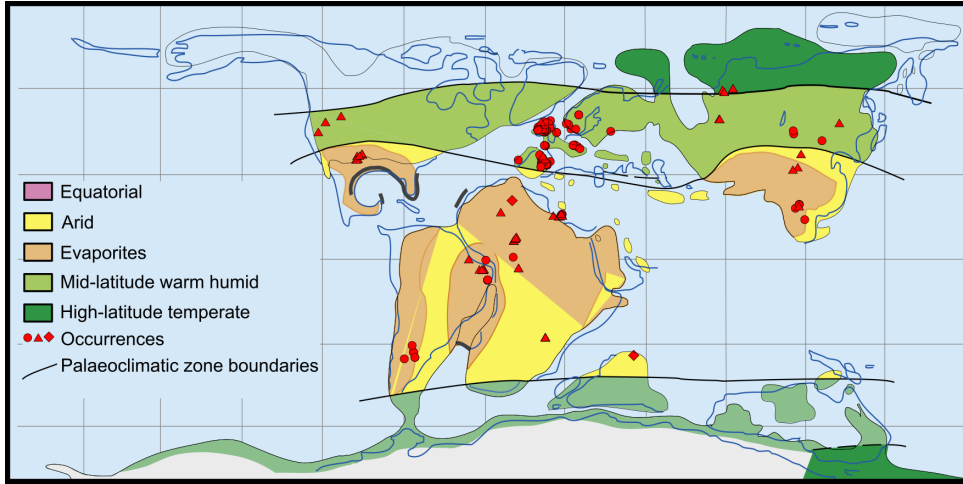 Equatorial
Arid
Evaporites
Mid-latitude warm humid
High-latitude temperate
Occurrences
Palaeoclimatic zone boundaries